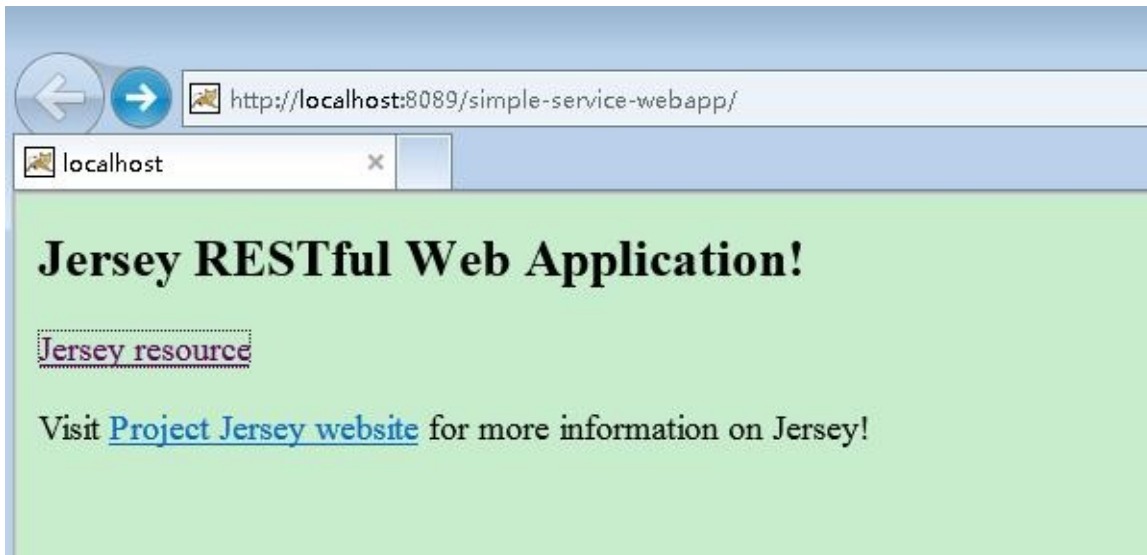 http://localhost:8089/simple-service-webapp/
localhost
Jersey RESTful Web Application!
Jersey resource
Visit Project Jersey website for more information on Jersey!